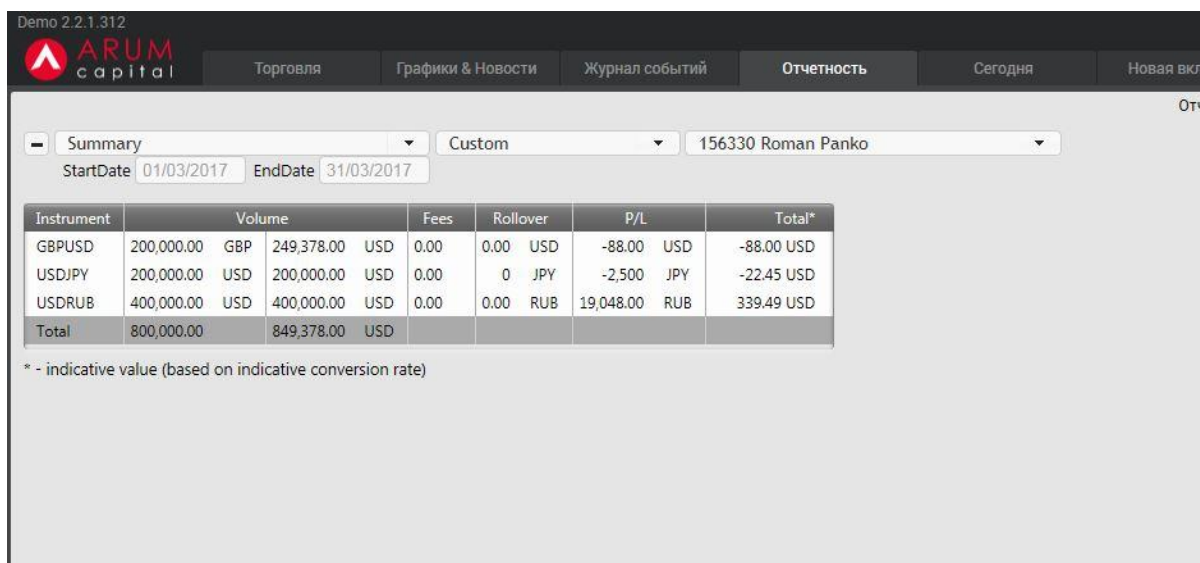 Demo 2.2.1.312
ARUM
capital
Торговля Графики & Новости Журнал событий Отчетность Сегодня Новая
Summary Custom 156330 Roman Panko
StartDate 01/03/2017 EndDate 31/03/2017
Instrument Volume Fees Rollover P/L Total*
GBPUSD 200,000.00 GBP 249,378.00 USD 0.00 0.00 USD -88.00 USD -88.00 USD
USDJPY 200,000.00 USD 200,000.00 USD 0.00 0 JPY -2,500 JPY -22.45 USD
USDRUB 400,000.00 USD 400,000.00 USD 0.00 0.00 RUB 19,048.00 RUB 339.49 USD
Total 800,000.00 849,378.00 USD
* - indicative value (based on indicative conversion rate)